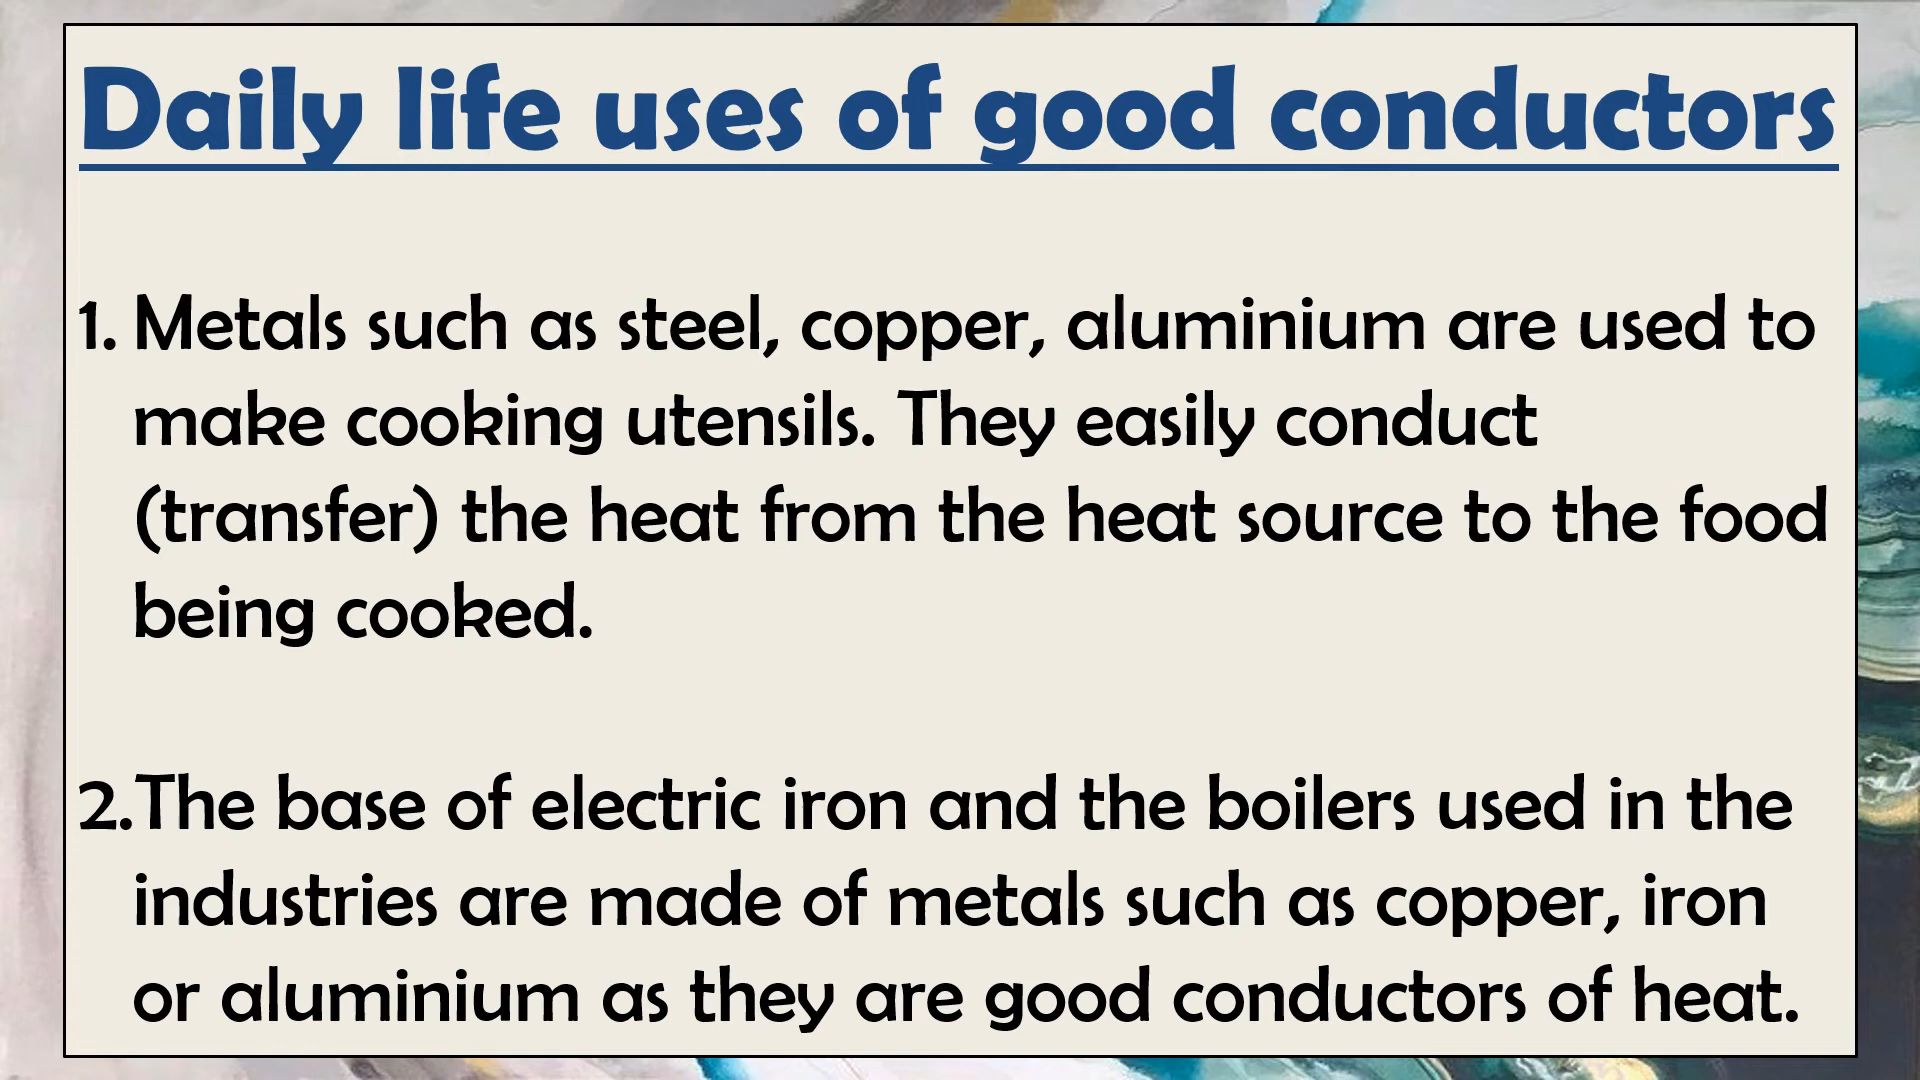 Daily life uses of good conductors
1. Metals such as steel, copper, aluminium are used to
make cooking utensils. They easily conduct
(transfer) the heat from the heat source to the food
being cooked.
2.The base of electric iron and the boilers used in the
industries are made of metals such as copper, iron
or aluminium as they are good conductors of heat.